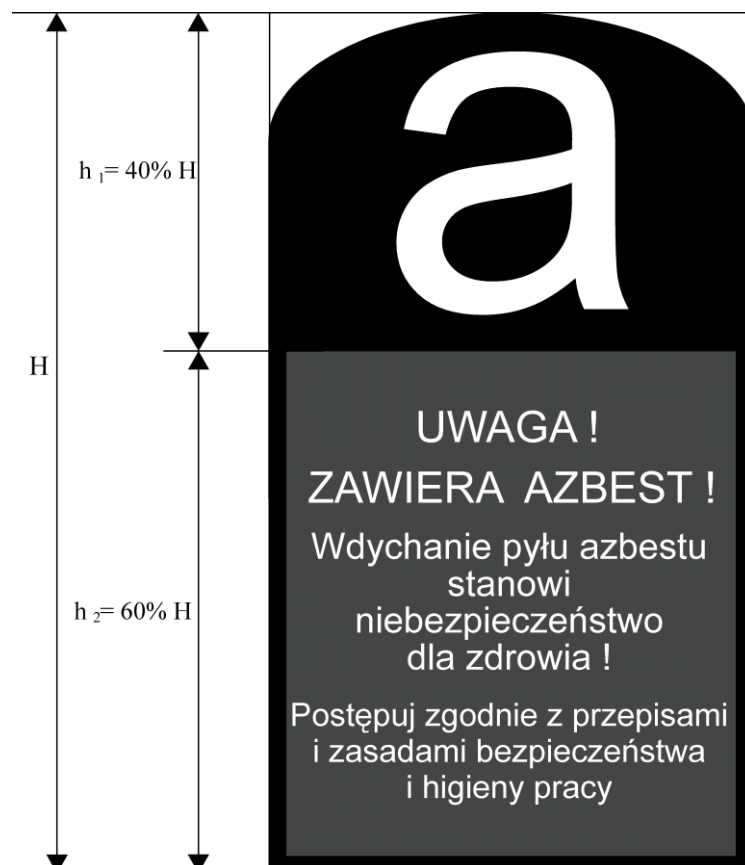 a
h 1= 40% H
H
UWAGA !
ZAWIERA AZBEST !
Wdychanie pyłu azbestu
stanowi
niebezpieczeństwo
h 2= 60% H
dla zdrowia !
Postępuj zgodnie z przepisami
i zasadami bezpieczeństwa
i higieny pracy